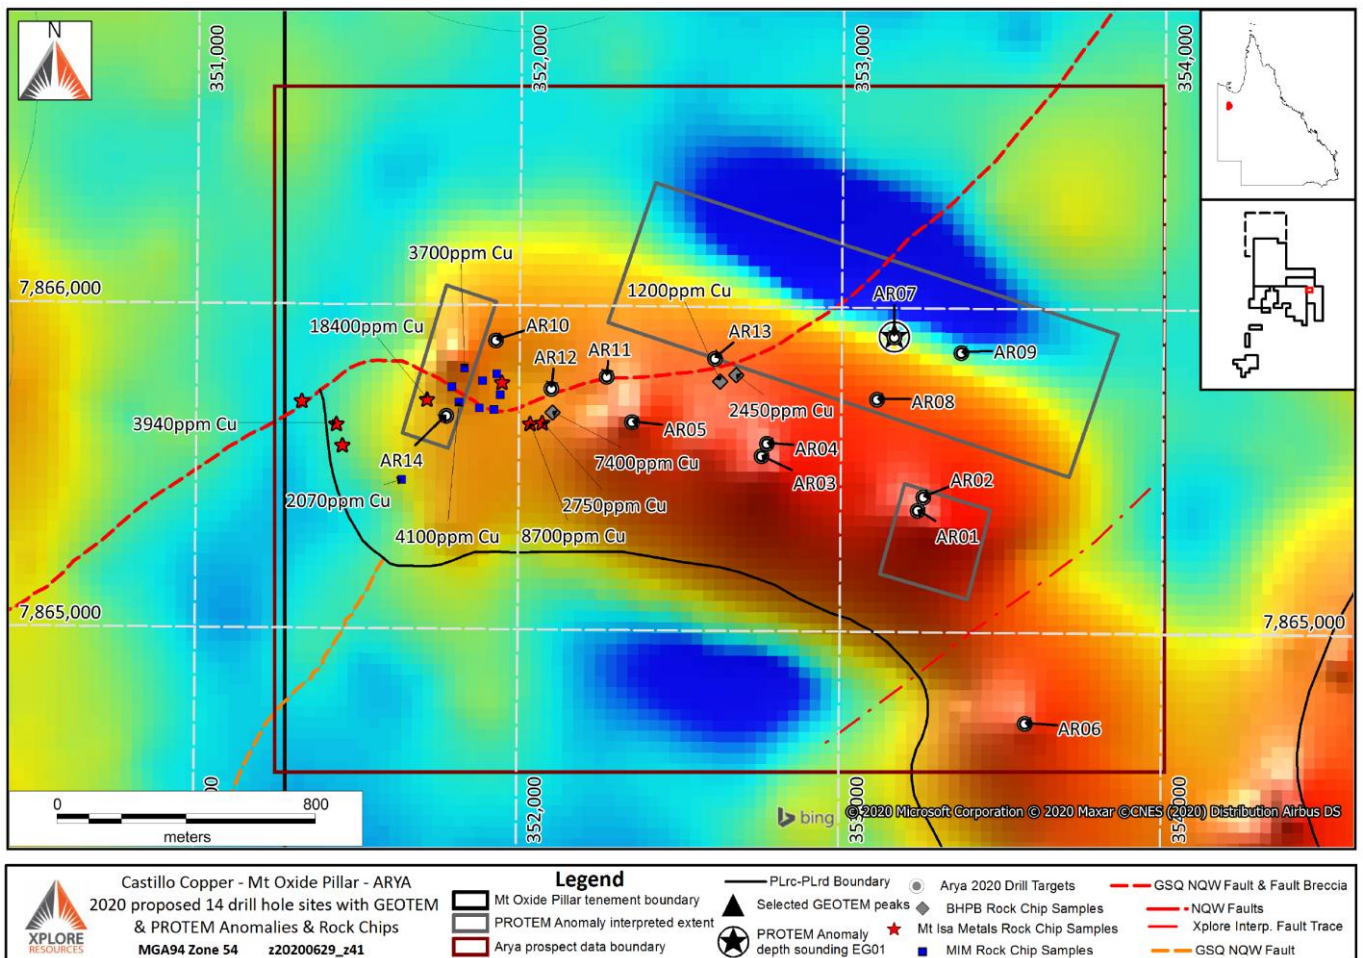 N
351,000
352,000
353,000
354,000
3700ppm Cu
7,866,000
1200ppm Cu
AR07
18400ppm Cu
AR10
AR13
AR12
AR11
AR09
2450ppm Cu
AR08
3940ppm Cu
AR05
AR04
AR14
7400ppm Cu
AR03
AR02
2070ppm Cu
2750ppm Cu
4100ppm Cu
8700ppm Cu
AR01
7,865,000
7,865,000
AR06
352,000
0 800
meters
bing
© 2020 Microsoft Corporation © 2020 Maxar ©CNES (2020) Distribution Airbus DS
XPLORE
RESOURCES
Castillo Copper - Mt Oxide Pillar - ARYA
2020 proposed 14 drill hole sites with GEOTEM
& PROTEM Anomalies & Rock Chips
MGA94 Zone 54 z20200629_z41
Legend
Mt Oxide Pillar tenement boundary
PROTEM Anomaly interpreted extent
Arya prospect data boundary
PLrc-PLrd Boundary
Selected GEOTEM peaks
PROTEM Anomaly
depth sounding EG01
Arya 2020 Drill Targets
BHPB Rock Chip Samples
Mt Isa Metals Rock Chip Samples
MIM Rock Chip Samples
GSQ NQW Fault & Fault Breccia
NQW Faults
Xplore Interp. Fault Trace
GSQ NQW Fault